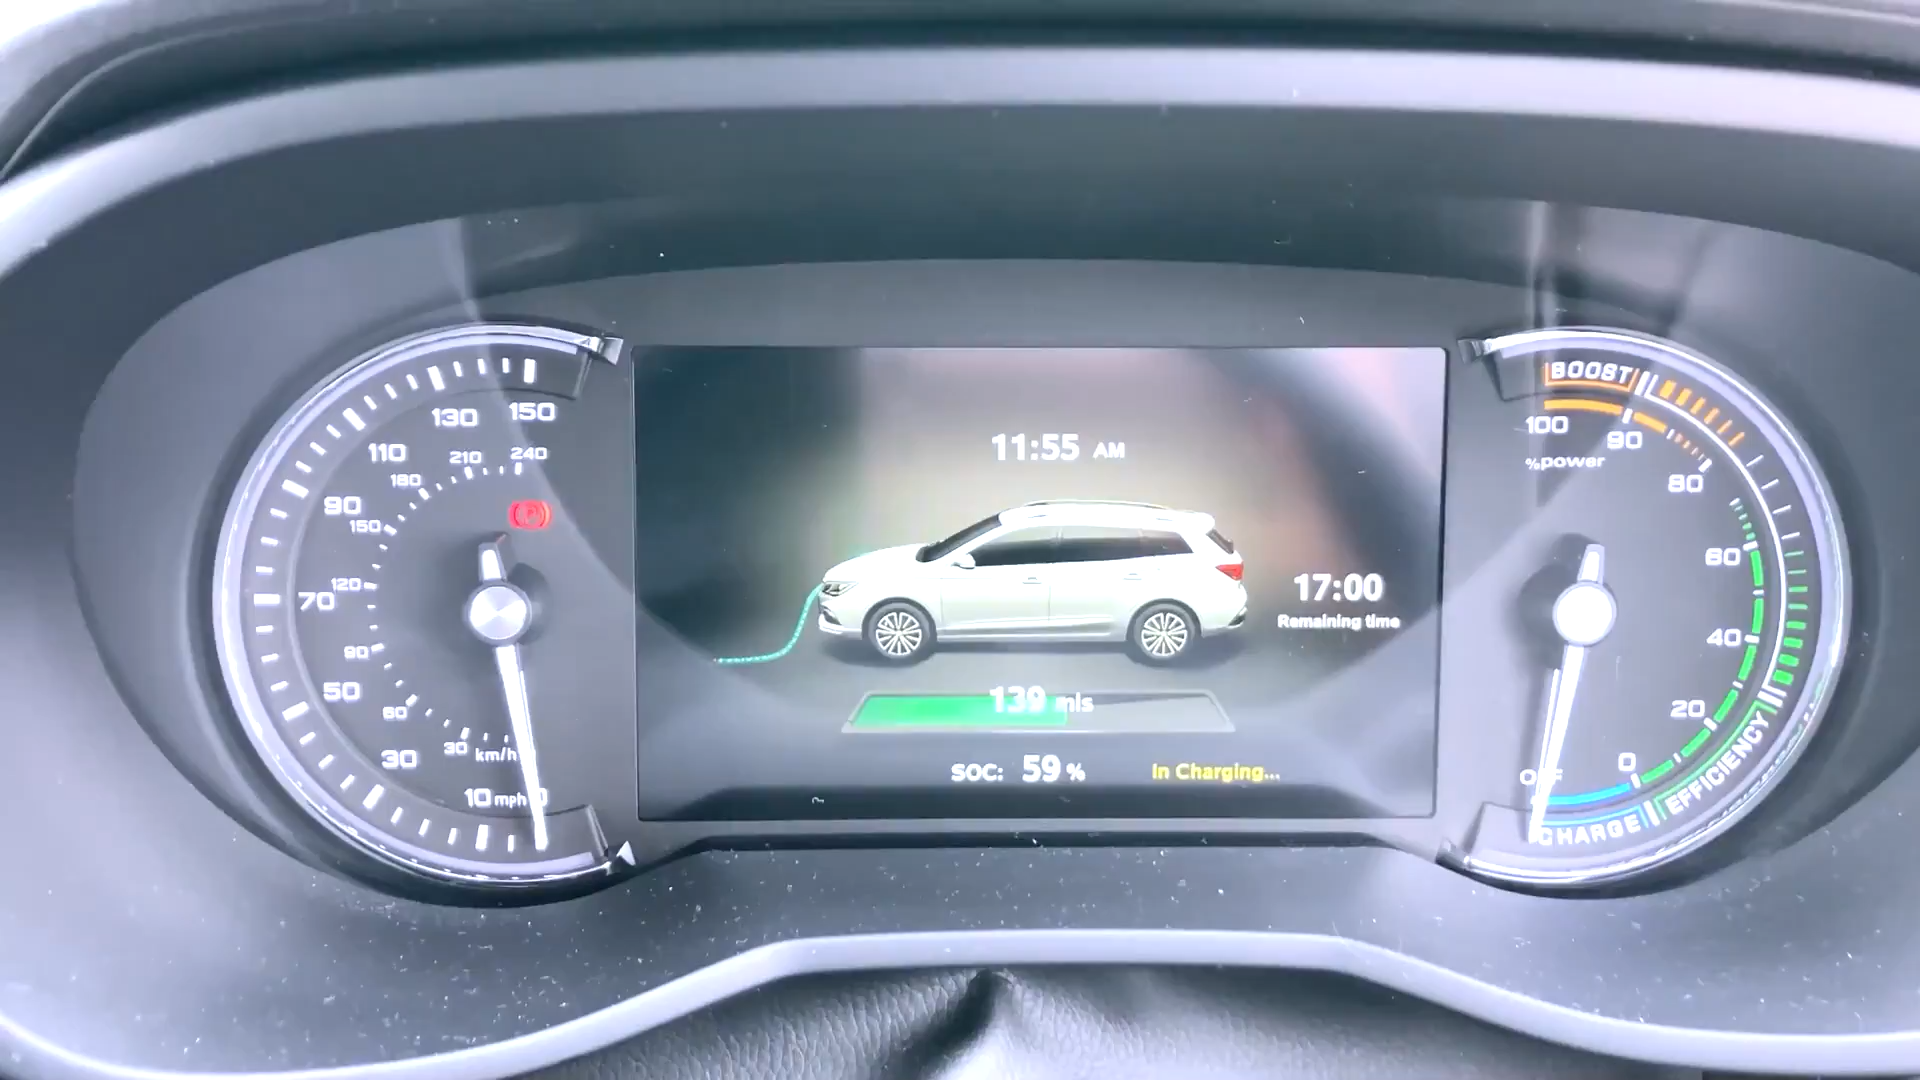 150
130
110
90
70
50
30
10 mph 0
240
210
180
150
120
90
60
30 km/h
P
11:55 AM
17:00
Remaining time
139 mls
SOC: 59 %
In Charging...
BOOST
100
90
%power
80
60
40
20
0
OFF
EFFICIENCY
CHARGE